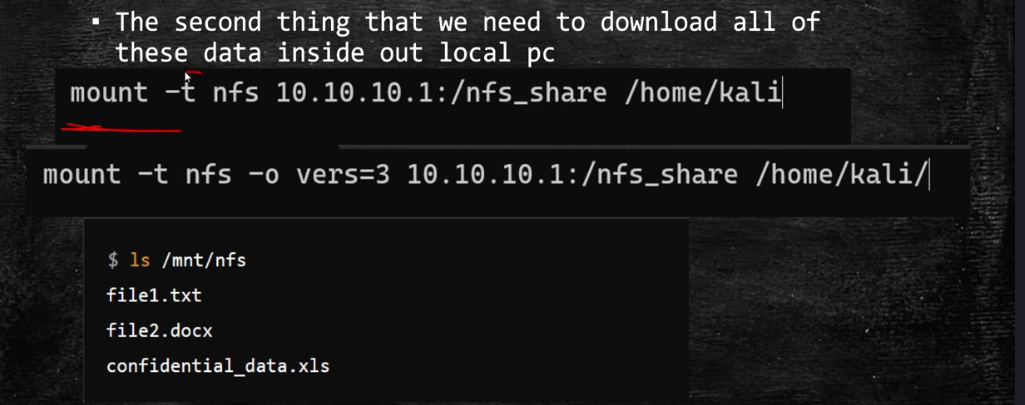 ▪ The second thing that we need to download all of
these data inside out local pc
mount -t nfs 10.10.10.1:/nfs_share /home/kali
mount -t nfs -o vers=3 10.10.10.1:/nfs_share /home/kali/
$ ls /mnt/nfs
file1.txt
file2.docx
confidential_data.xls